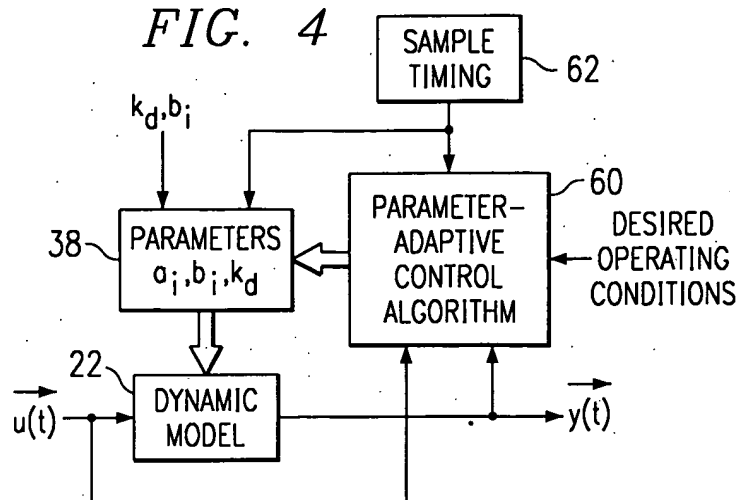 FIG. 4
SAMPLE
TIMING
62
k_d,b_i
60
38
PARAMETERS
a_i,b_i,k_d
PARAMETER–
ADAPTIVE
CONTROL
ALGORITHM
DESIRED
OPERATING
CONDITIONS
22
u(t)
DYNAMIC
MODEL
y(t)